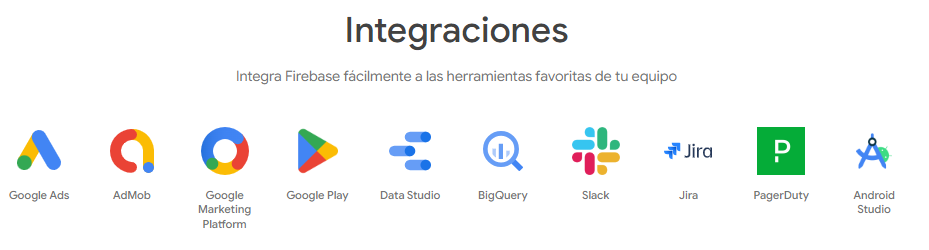 Integraciones
Integra Firebase fácilmente a las herramientas favoritas de tu equipo
Jira
P
Google Ads
AdMob
Google
Marketing
Platform
Google Play
Data Studio
BigQuery
Slack
Jira
PagerDuty
Android
Studio